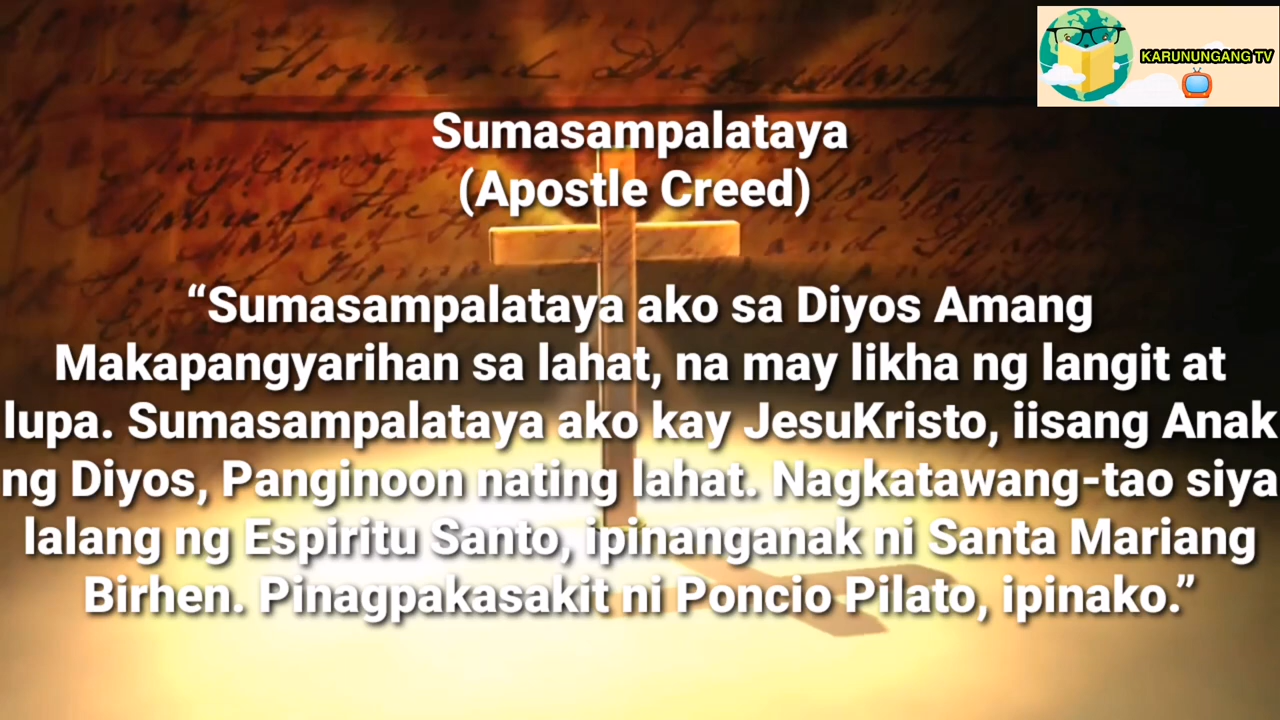 KARUNUNGANG TV
Sumasampalataya
(Apostle Creed)
“Sumasampalataya ako sa Diyos Amang
Makapangyarihan sa lahat, na may likha ng langit at
lupa. Sumasampalataya ako kay JesuKristo, iisang Anak
ng Diyos, Panginoon nating lahat. Nagkatawang-tao siya
lalang ng Espiritu Santo, ipinanganak ni Santa Mariang
Birhen. Pinagpakasakit ni Poncio Pilato, ipinako.”